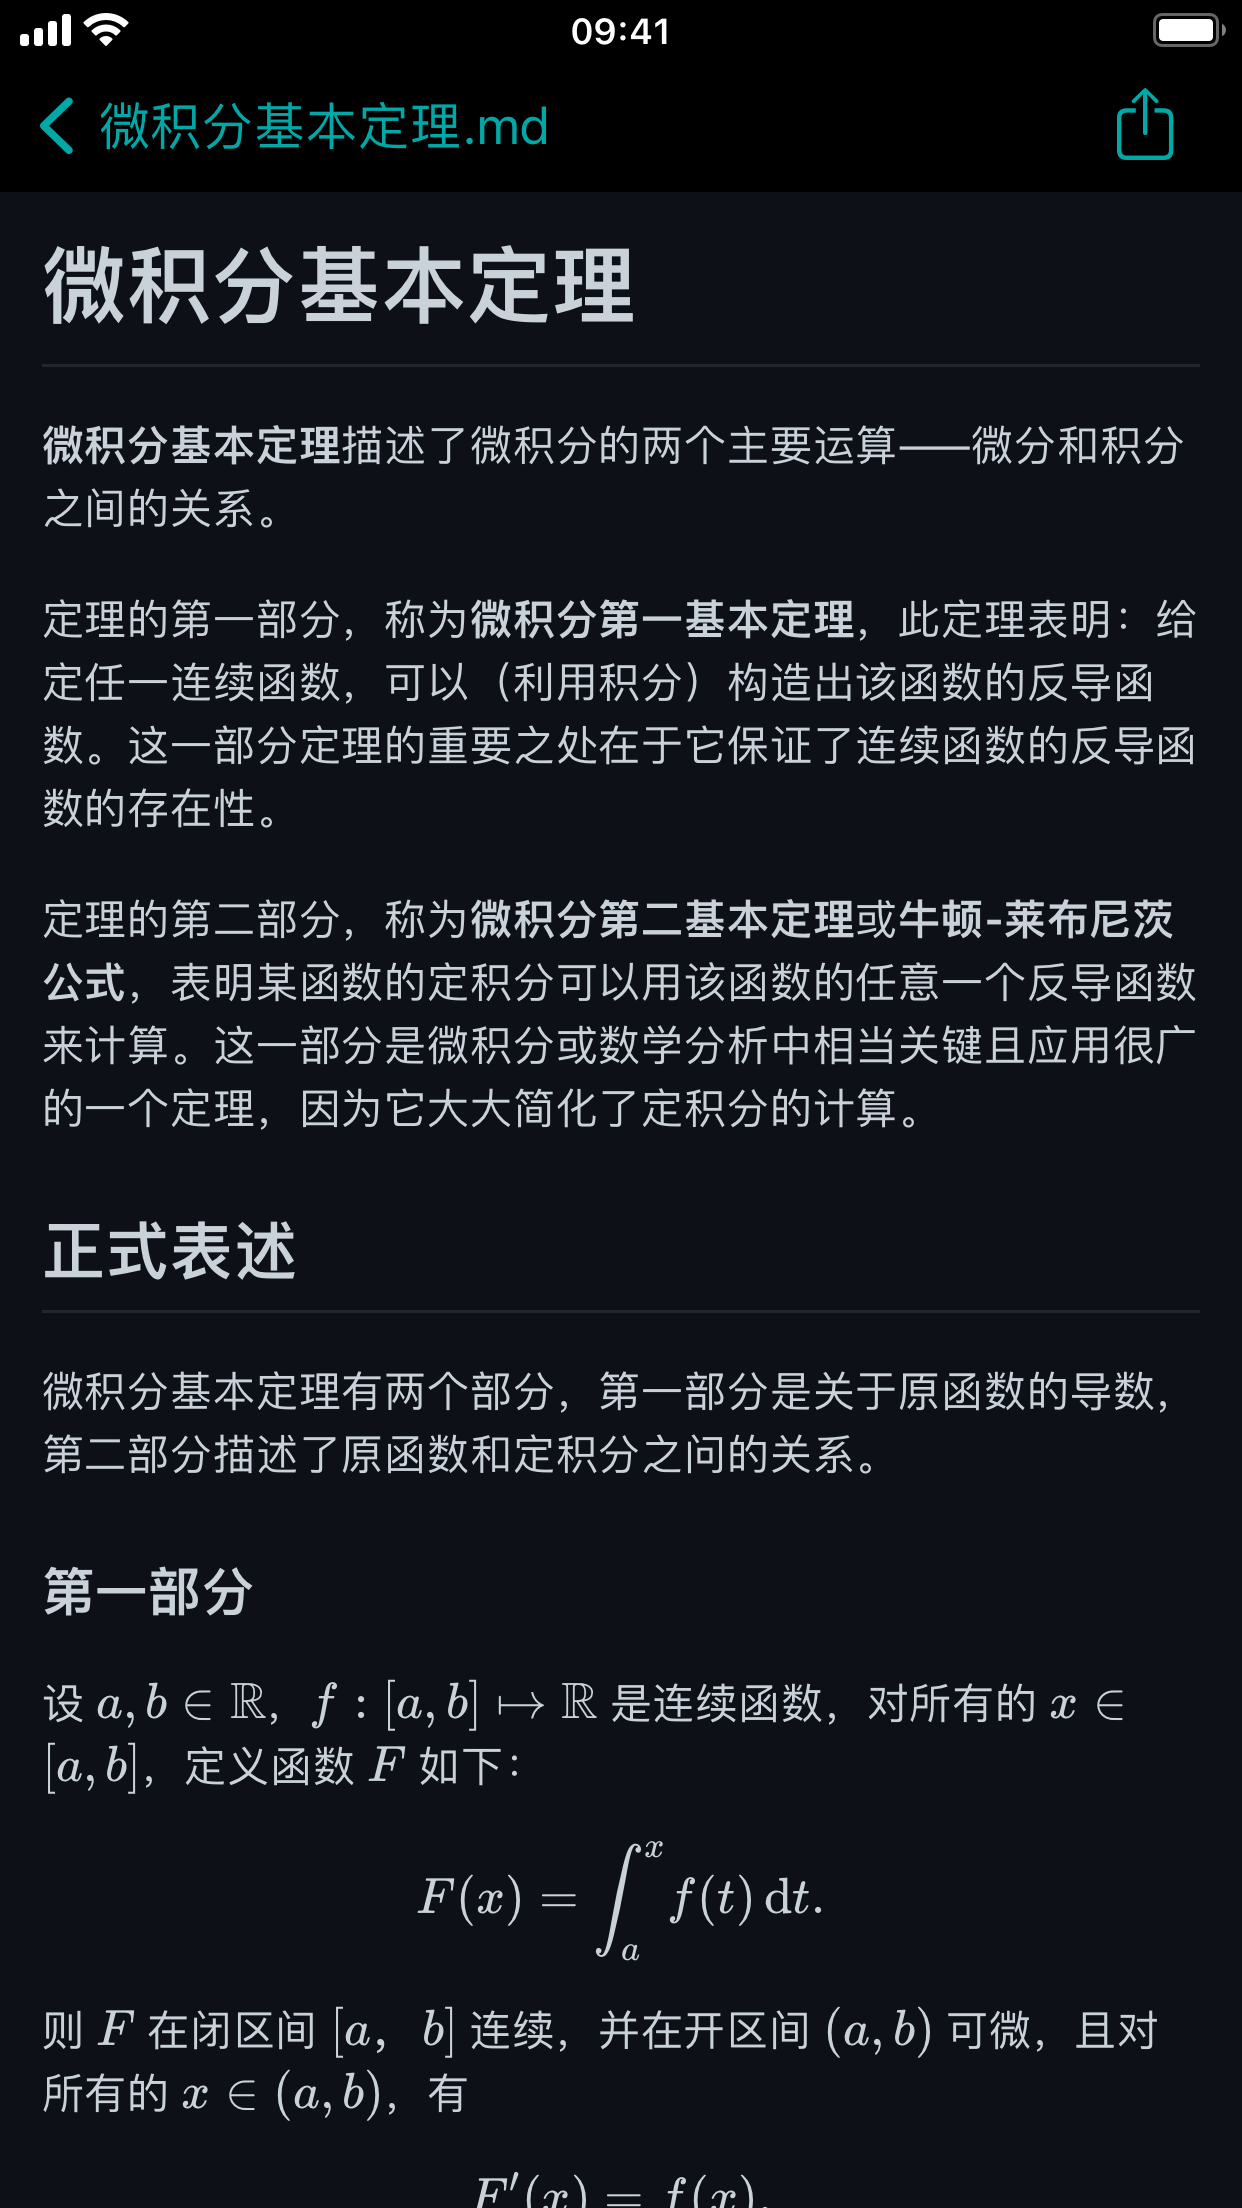 09:41
微积分基本定理.md
微积分基本定理
微积分基本定理描述了微积分的两个主要运算——微分和积分
之间的关系。
定理的第一部分，称为微积分第一基本定理，此定理表明：给
定任一连续函数，可以（利用积分）构造出该函数的反导函
数。这一部分定理的重要之处在于它保证了连续函数的反导函
数的存在性。
定理的第二部分，称为微积分第二基本定理或牛顿-莱布尼茨
公式，表明某函数的定积分可以用该函数的任意一个反导函数
来计算。这一部分是微积分或数学分析中相当关键且应用很广
的一个定理，因为它大大简化了定积分的计算。
正式表述
微积分基本定理有两个部分，第一部分是关于原函数的导数，
第二部分描述了原函数和定积分之问的关系。
第一部分
设 a, b ∈ ℝ，f : [a, b] ↦ ℝ 是连续函数，对所有的 x ∈
[a, b]，定义函数 F 如下：
F(x) = ∫ₐˣ f(t) dt.
则 F 在闭区间 [a，b] 连续，并在开区间 (a, b) 可微，且对
所有的 x ∈ (a, b)，有
F′(x) = f(x).